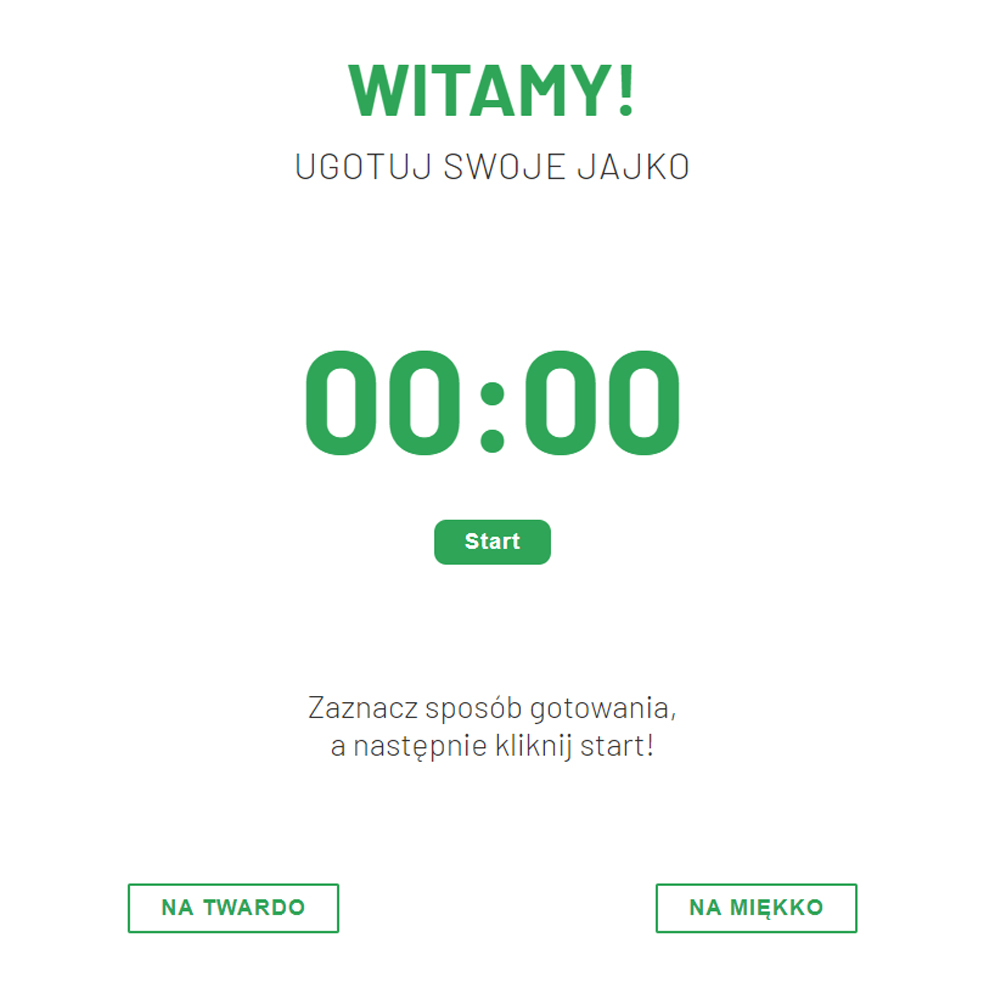 WITAMY!
UGOTUJ SWOJE JAJKO
00:00
Start
Zaznacz sposób gotowania,
a następnie kliknij start!
NA TWARDO
NA MIĘKKO